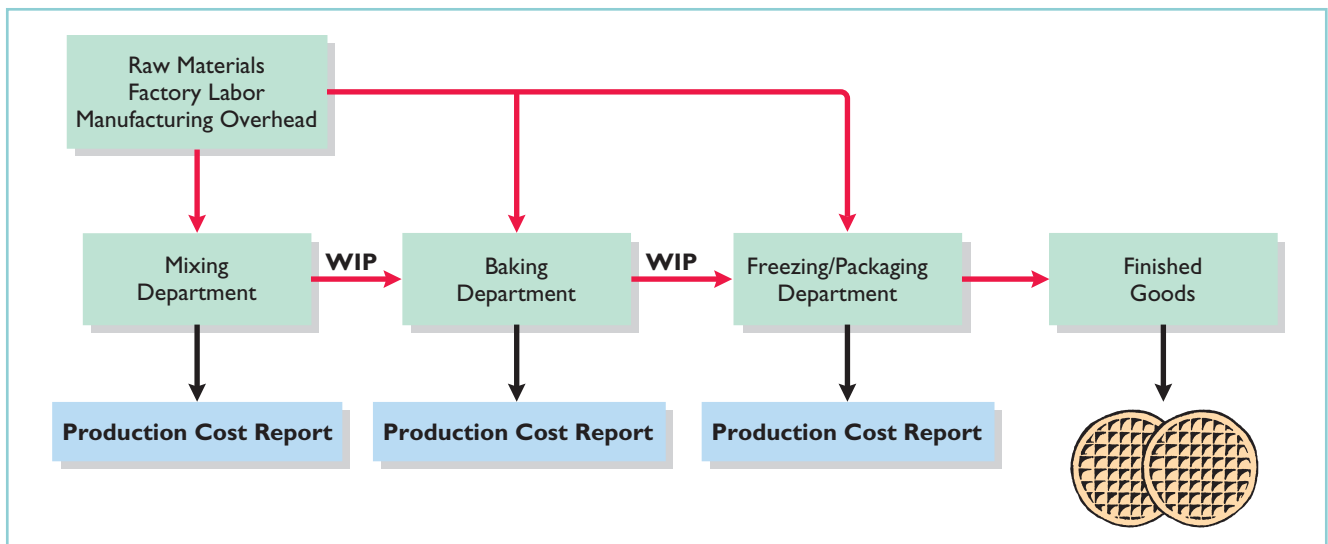 Raw Materials
Factory Labor
Manufacturing Overhead
Mixing
Department
WIP
Baking
Department
WIP
Freezing/Packaging
Department
Finished
Goods
Production Cost Report
Production Cost Report
Production Cost Report